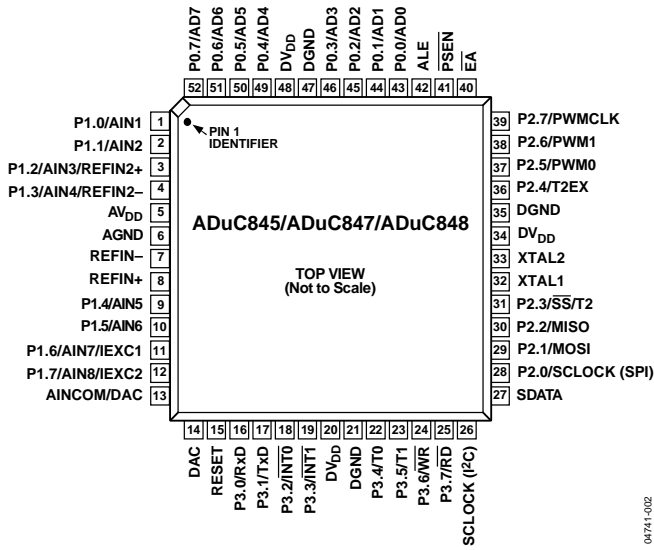 P0.7/AD7
P0.6/AD6
P0.5/AD5
P0.4/AD4
DVDD
DGND
P0.3/AD3
P0.2/AD2
P0.1/AD1
P0.0/AD0
ALE
PSEN
EA
52 51 50 49 48 47 46 45 44 43 42 41 40
P1.0/AIN1 1
P1.1/AIN2 2
P1.2/AIN3/REFIN2+ 3
P1.3/AIN4/REFIN2– 4
AVDD 5
AGND 6
REFIN– 7
REFIN+ 8
P1.4/AIN5 9
P1.5/AIN6 10
P1.6/AIN7/IEXC1 11
P1.7/AIN8/IEXC2 12
AINCOM/DAC 13
PIN 1
IDENTIFIER
ADuC845/ADuC847/ADuC848
TOP VIEW
(Not to Scale)
39 P2.7/PWMCLK
38 P2.6/PWM1
37 P2.5/PWM0
36 P2.4/T2EX
35 DGND
34 DVDD
33 XTAL2
32 XTAL1
31 P2.3/SS/T2
30 P2.2/MISO
29 P2.1/MOSI
28 P2.0/SCLOCK (SPI)
27 SDATA
14 15 16 17 18 19 20 21 22 23 24 25 26
DAC
RESET
P3.0/RxD
P3.1/TxD
P3.2/INT0
P3.3/INT1
DVDD
DGND
P3.4/T0
P3.5/T1
P3.6/WR
P3.7/RD
SCLOCK (I²C)
04741-002